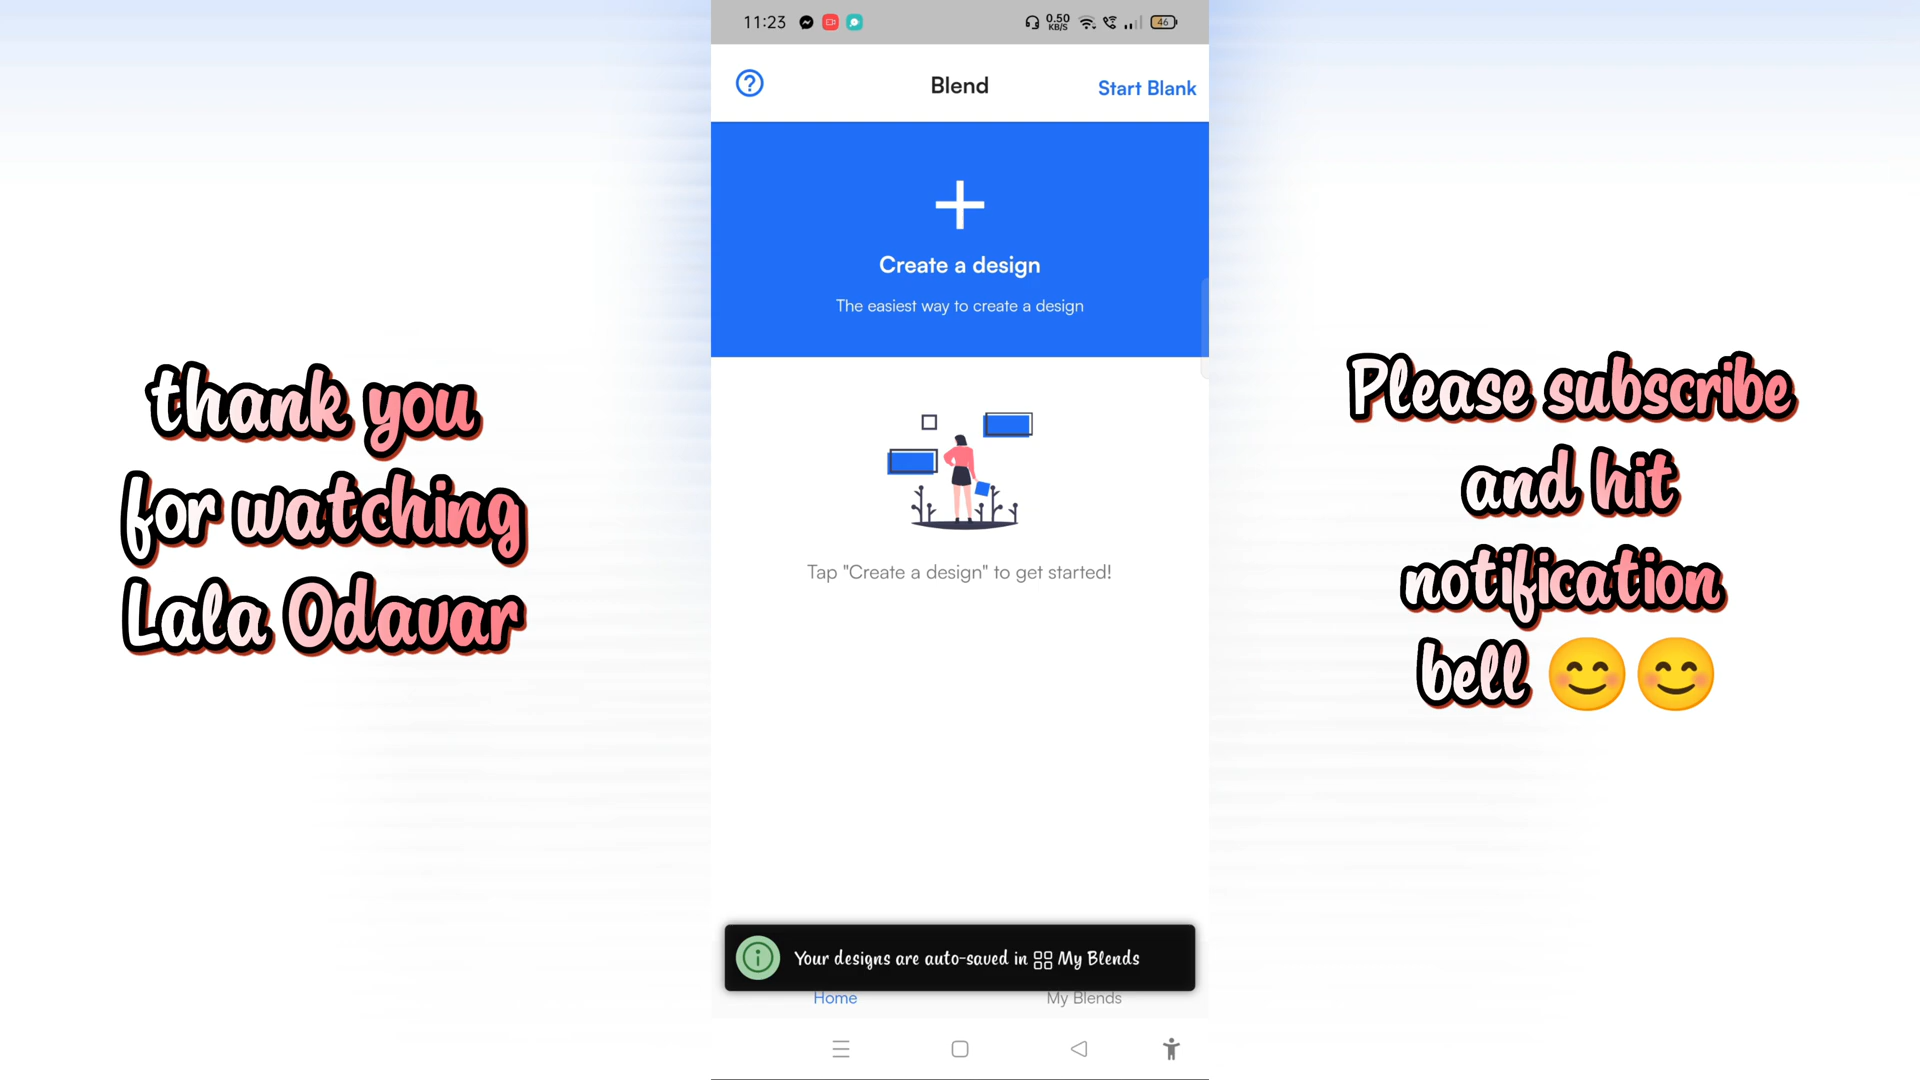 11:23
0.50
KB/S
46
Blend
Start Blank
Create a design
The easiest way to create a design
Tap "Create a design" to get started!
Your designs are auto-saved in My Blends
Home
My Blends
thank you
for watching
Lala Odavar
Please subscribe
and hit
notification
bell 😊😊